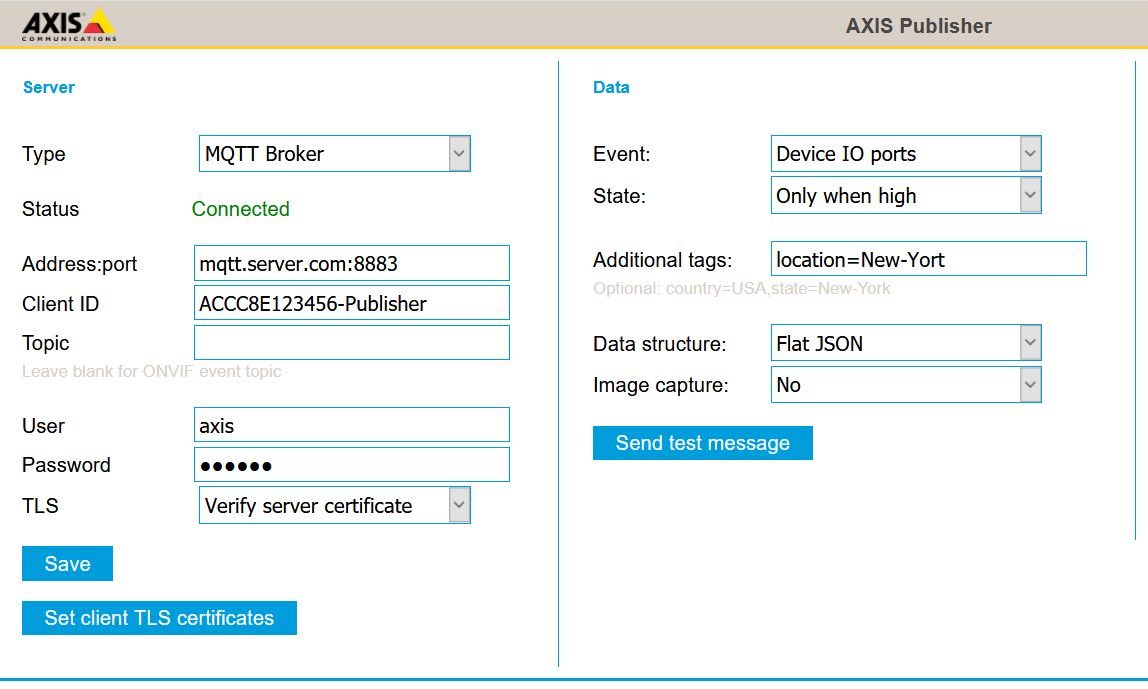 AXIS
COMMUNICATIONS
AXIS Publisher
Server
Type
MQTT Broker
Status
Connected
Address:port
mqtt.server.com:8883
Client ID
ACCC8E123456-Publisher
Topic
Leave blank for ONVIF event topic
User
axis
Password
●●●●●●
TLS
Verify server certificate
Save
Set client TLS certificates
Data
Event:
Device IO ports
State:
Only when high
Additional tags:
location=New-Yort
Optional: country=USA,state=New-York
Data structure:
Flat JSON
Image capture:
No
Send test message